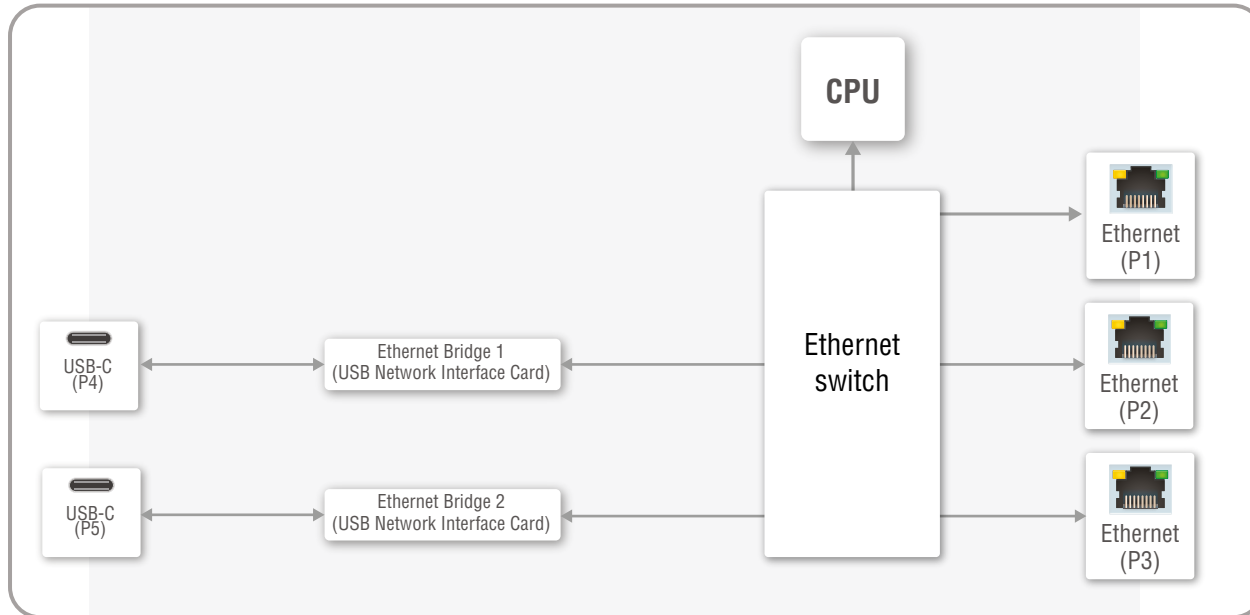 CPU
Ethernet
(P1)
Ethernet
switch
USB-C
(P4)
Ethernet Bridge 1
(USB Network Interface Card)
Ethernet
(P2)
USB-C
(P5)
Ethernet Bridge 2
(USB Network Interface Card)
Ethernet
(P3)